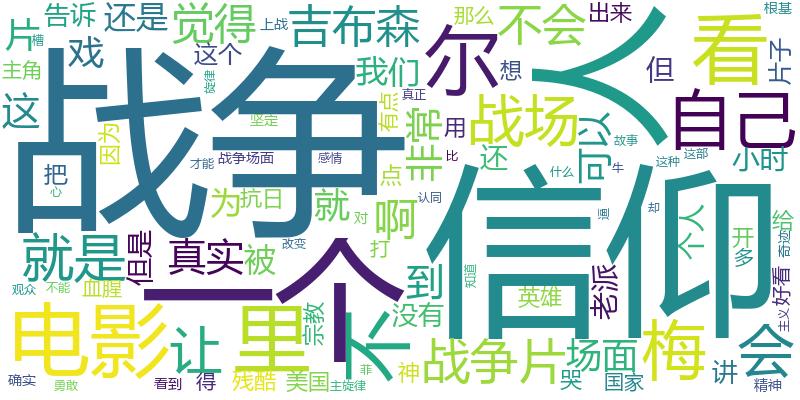 告诉
还是
觉得
上战
吉布森
那么
不会
出来
根基
片
槽
戏
这个
旋律
我们
尔
想
人
看
片子
主角
这
战争
因为
坚定
有点
真正
非常
用
战场
可以
但
自己
把
心
才能
战争场面
感情
点
比
还
故事
牛
什么
这种
这部
小时
为
抗日
就
对
认同
啊
信仰
个人
开
给
就是
但是
真实
被
改变
打
到
知道
逼
却
多
奇迹
一个
英雄
老派
好看
主义
观众
不能
血腥
电影
让
里
宗教
不
没有
梅
会
战争片
场面
讲
确实
勇敢
看到
得
残酷
美国
主旋律
非
神
哭
国家
精神